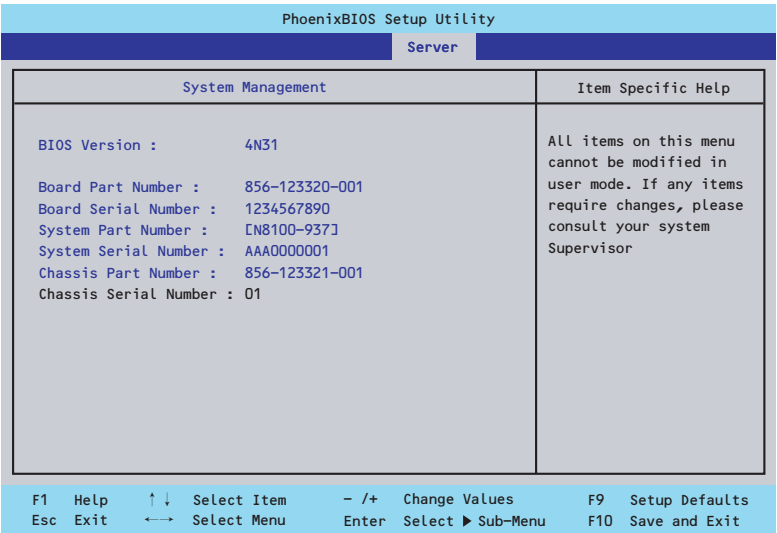 PhoenixBIOS Setup Utility
Server
System Management
Item Specific Help
BIOS Version : 4N31
Board Part Number : 856-123320-001
Board Serial Number : 1234567890
System Part Number : [N8100-937]
System Serial Number : AAA0000001
Chassis Part Number : 856-123321-001
Chassis Serial Number : 01
All items on this menu
cannot be modified in
user mode. If any items
require changes, please
consult your system
Supervisor
F1 Help ↑↓ Select Item - /+ Change Values F9 Setup Defaults
Esc Exit ←→ Select Menu Enter Select ▶ Sub-Menu F10 Save and Exit